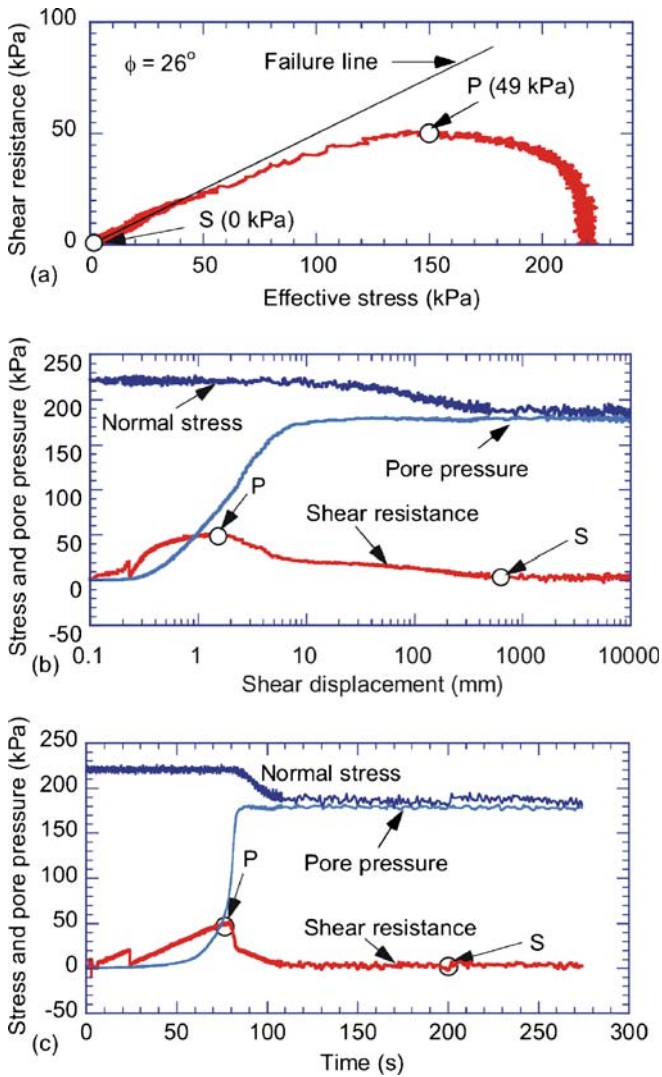 Shear resistance (kPa)
100
50
0
ϕ = 26°
Failure line
P (49 kPa)
S (0 kPa)
0 50 100 150 200
Effective stress (kPa)
(a)
Stress and pore pressure (kPa)
250
200
150
100
50
0
-50
Normal stress
Pore pressure
P
Shear resistance
S
0.1 1 10 100 1000 10000
Shear displacement (mm)
(b)
Stress and pore pressure (kPa)
250
200
150
100
50
0
-50
Normal stress
Pore pressure
P
Shear resistance
S
0 50 100 150 200 250 300
Time (s)
(c)